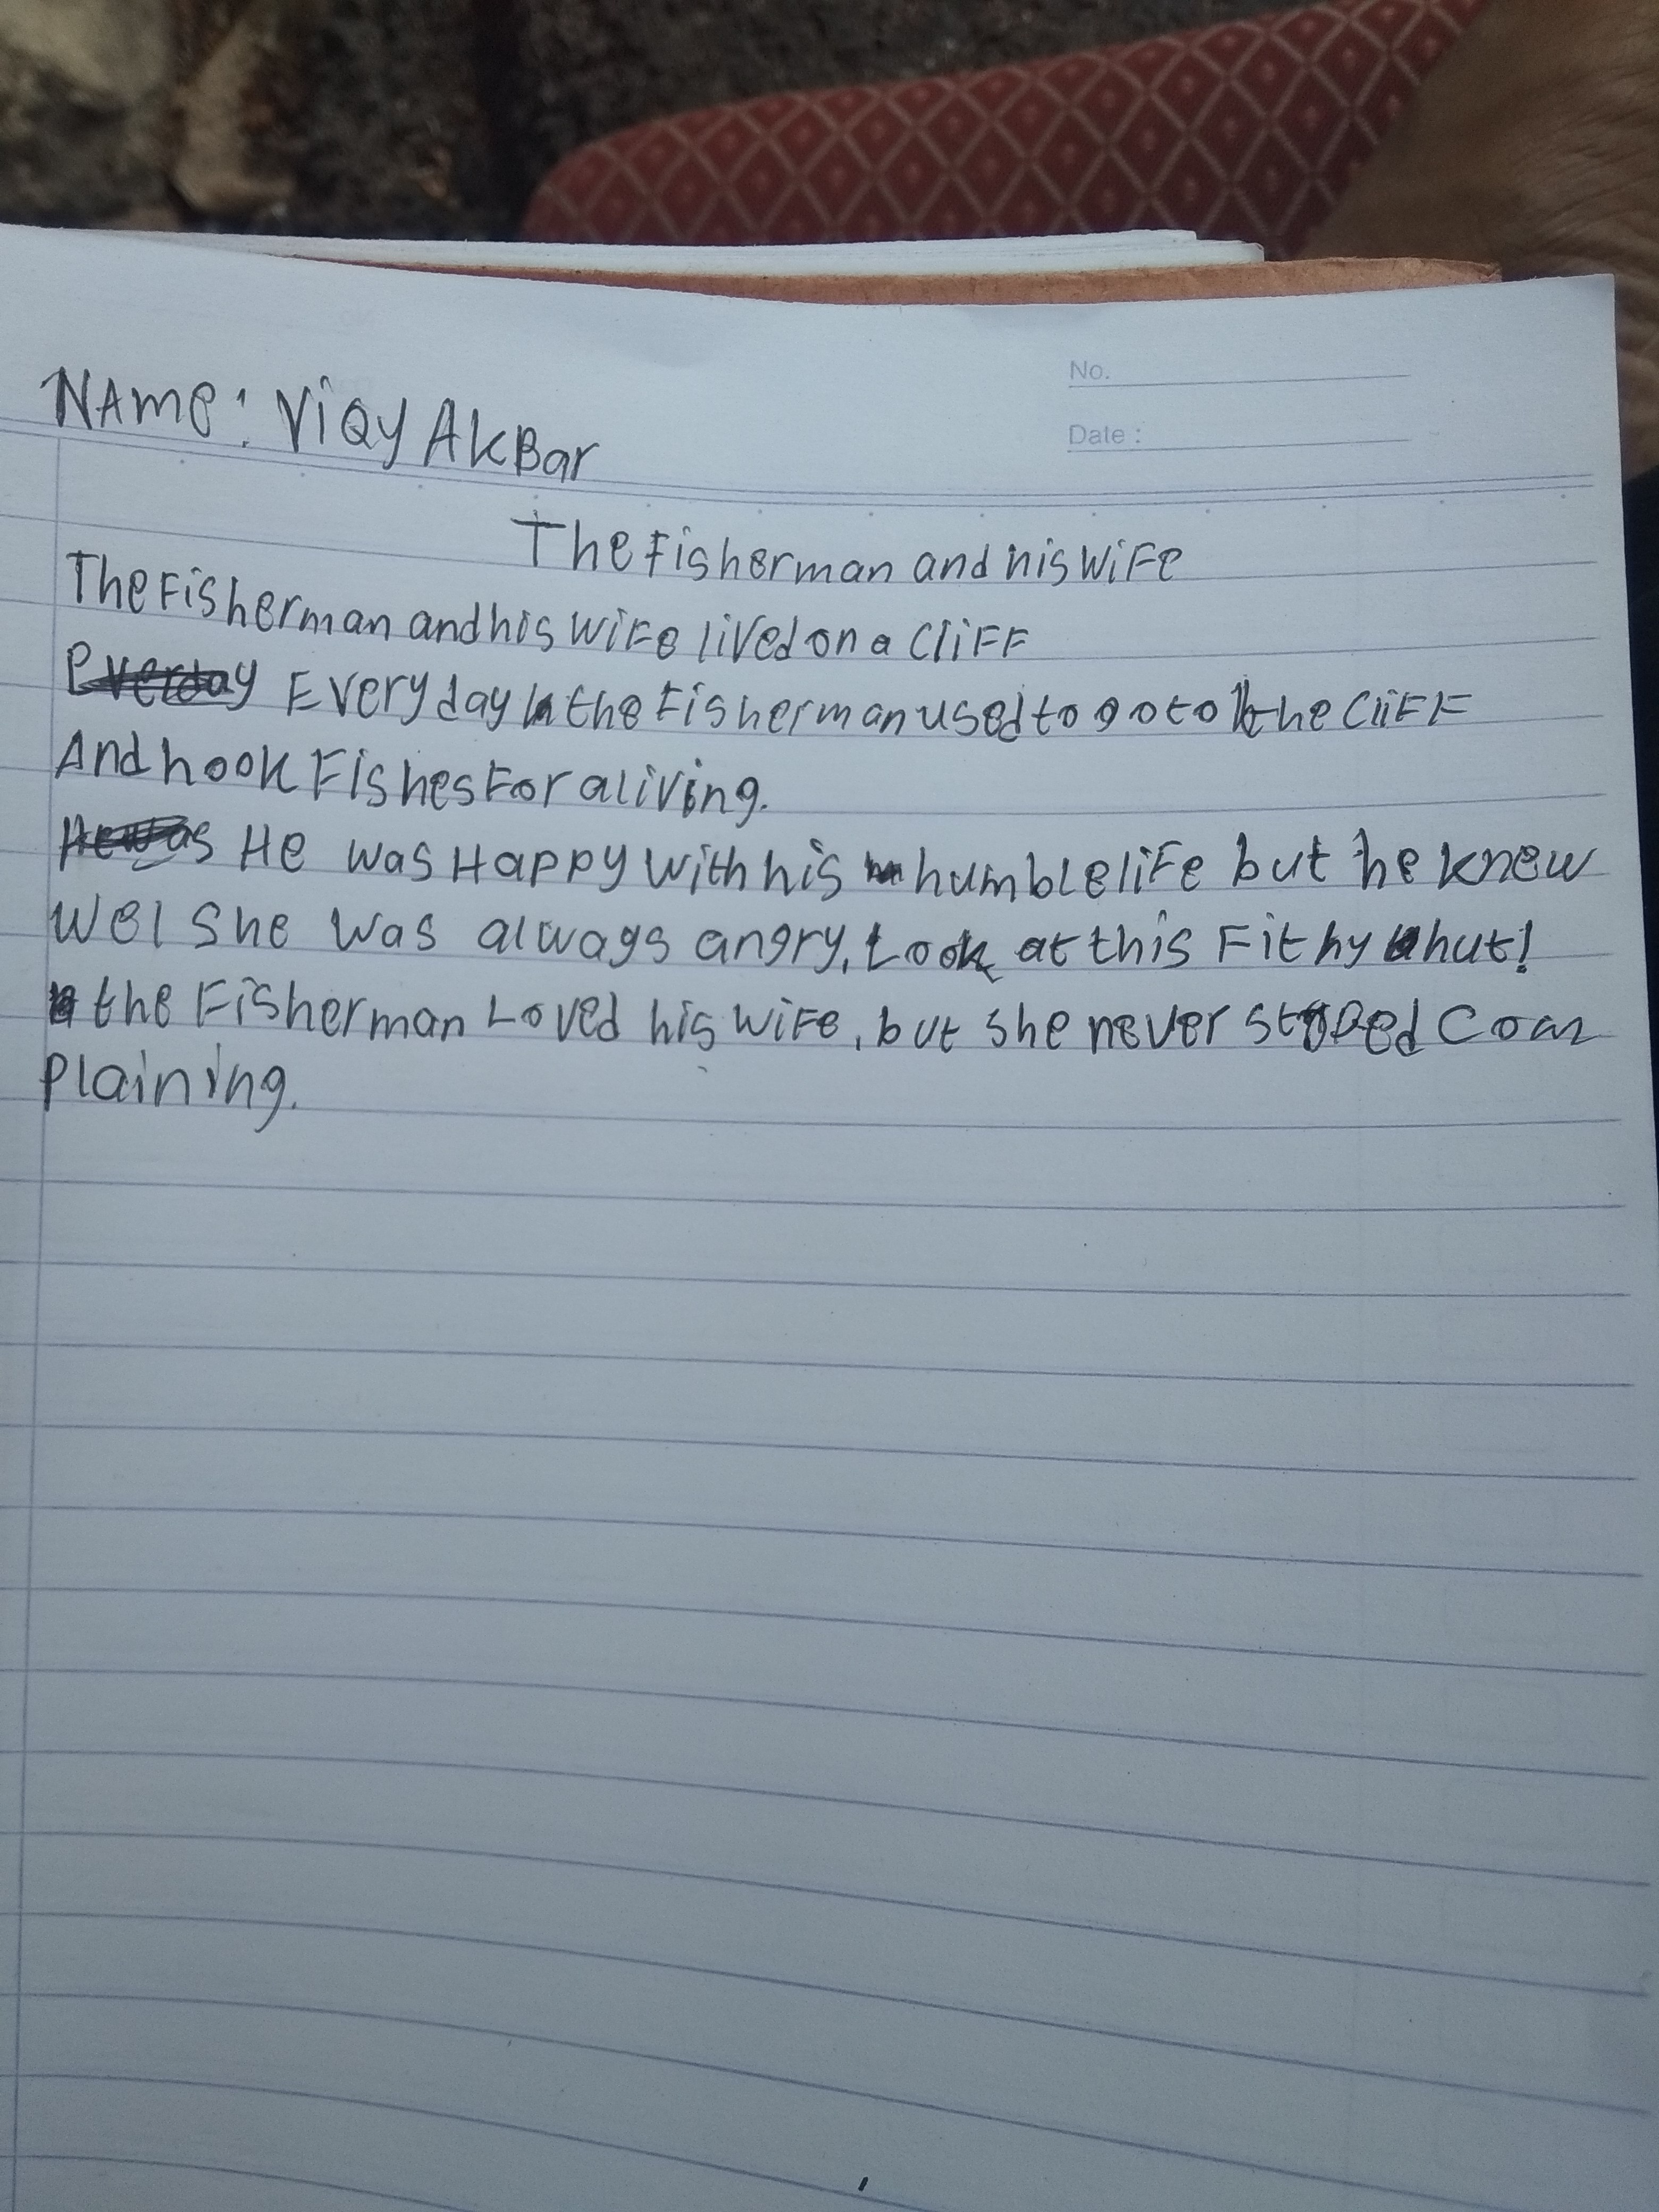 No.
Date :
NAMe: ViQy AkBar
The Fisherman and his WiFe
The Fisherman and his WiFe lived on a CliFF
Everyday the Fisherman used to go to the CliFF
And hook Fishes For a living.
He was Happy With his humble liFe but he knew
Wel She Was always angry, Look at this Fithy hut!
the Fisherman Loved his WiFe, but She never stoped Com
Plaining.